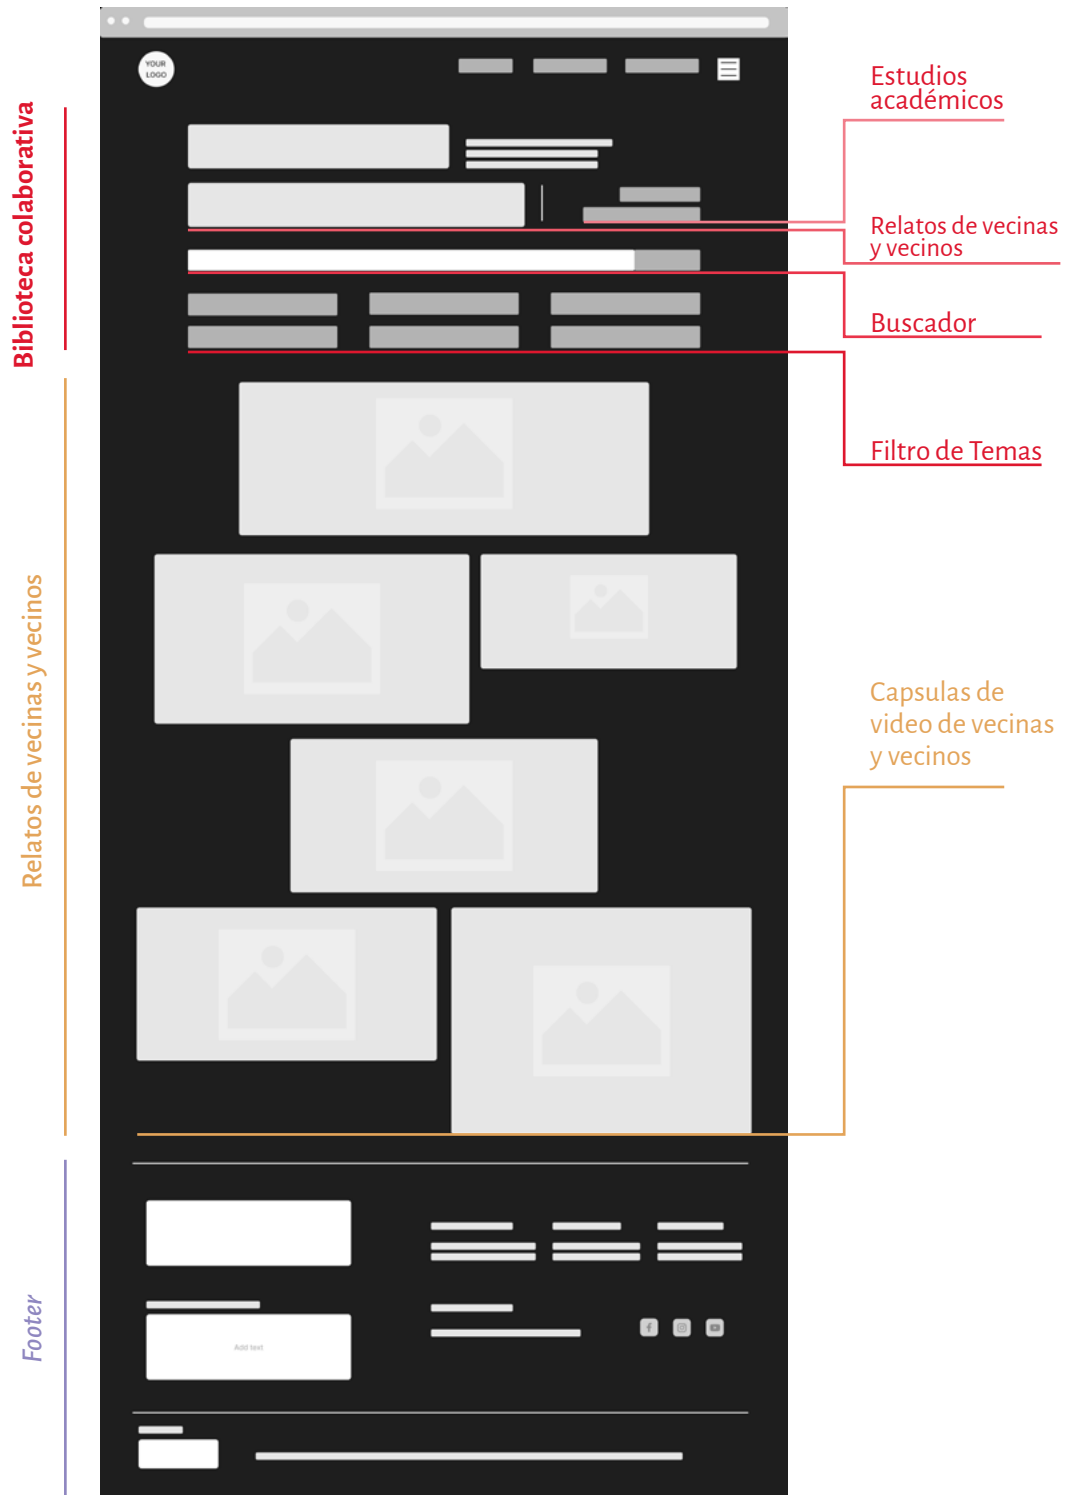 YOUR
LOGO
Biblioteca colaborativa
Estudios
académicos
Relatos de vecinas
y vecinos
Buscador
Filtro de Temas
Relatos de vecinas y vecinos
Capsulas de
video de vecinas
y vecinos
Footer
Add text